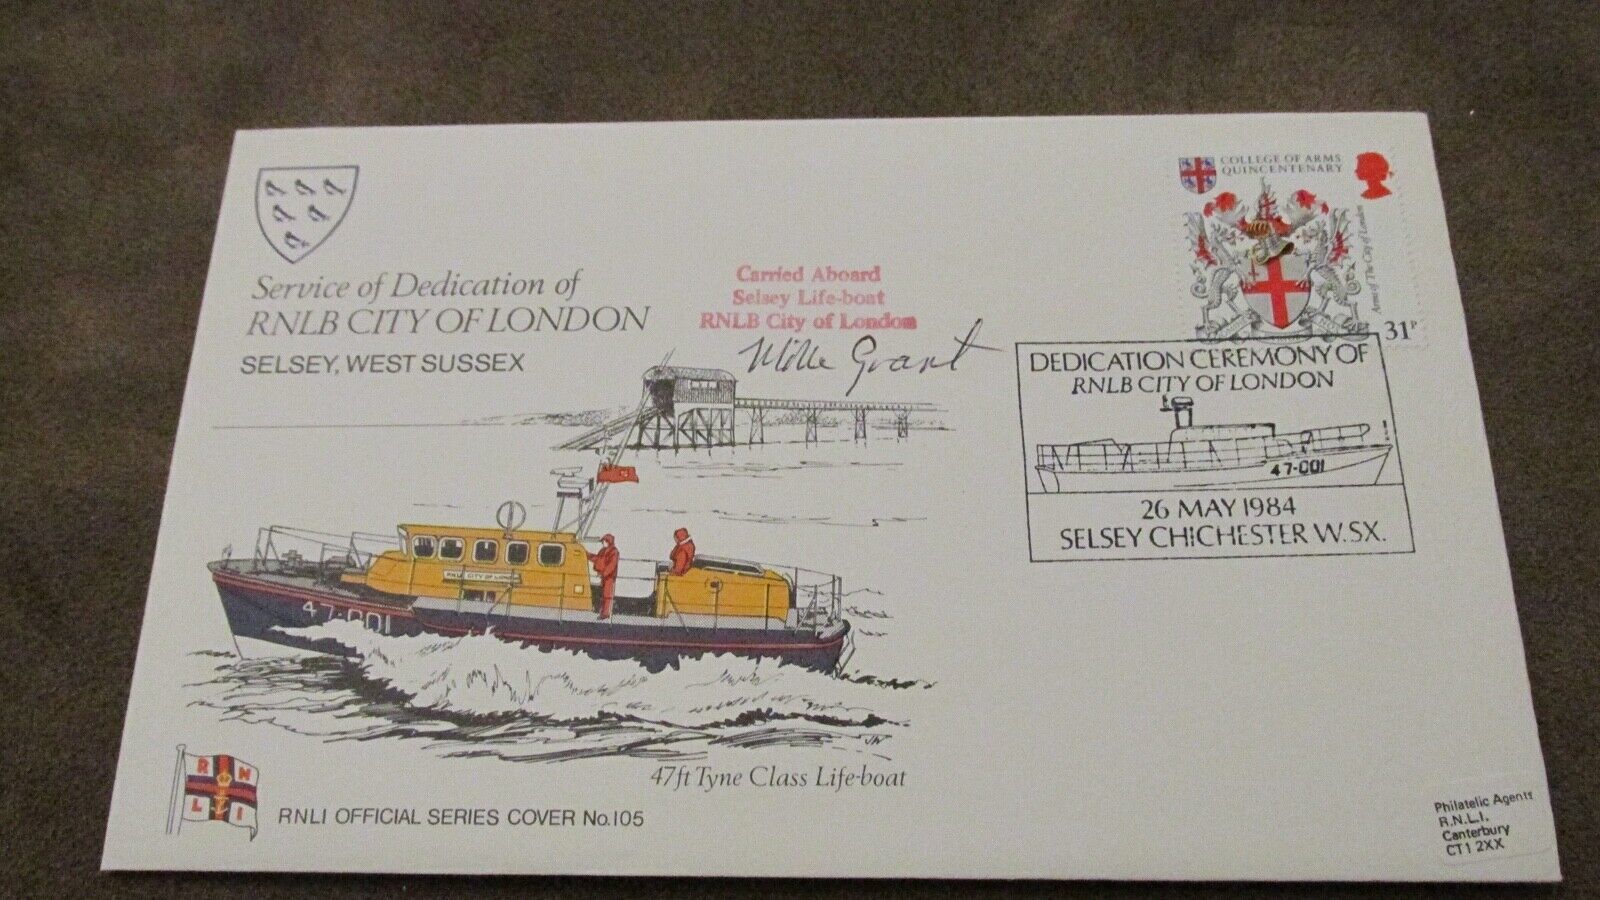 Service of Dedication of
RNLB CITY OF LONDON
SELSEY, WEST SUSSEX
Carried Aboard
Selsey Life-boat
RNLB City of London
Mike Grant
COLLEGE OF ARMS
QUINCENTENARY
Arms of The City of London
31P
DEDICATION CEREMONY OF
RNLB CITY OF LONDON
47-001
26 MAY 1984
SELSEY CHICHESTER W.SX.
RNLI CITY OF LONDON
47-001
JW
47ft Tyne Class Life-boat
R N
L I
RNLI OFFICIAL SERIES COVER No.105
Philatelic Agents
R.N.L.I.
Canterbury
CT1 2XX